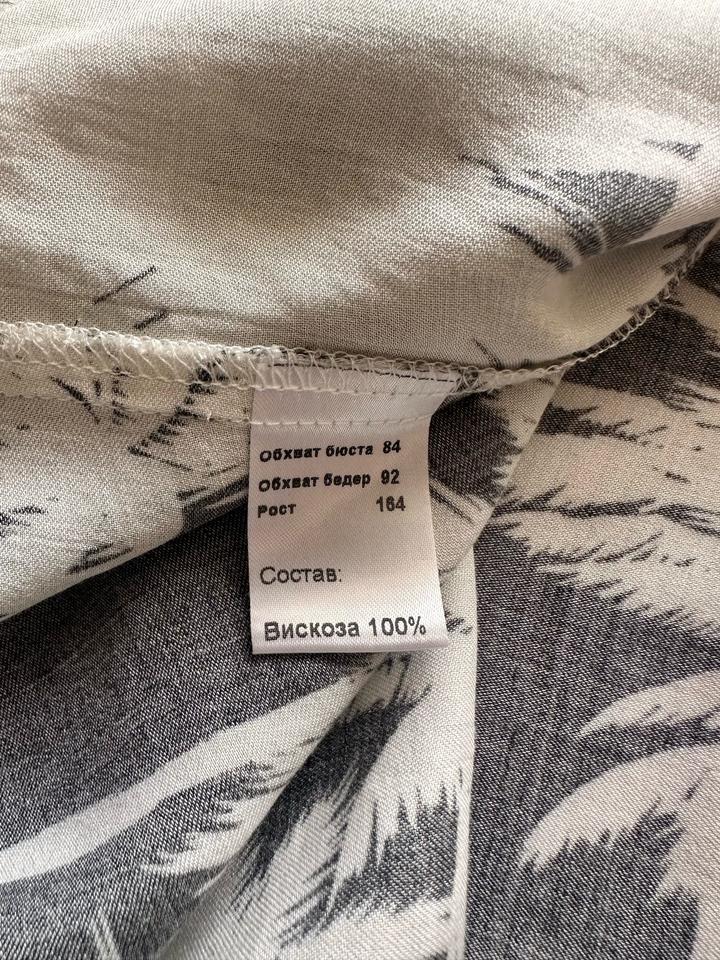 Обхват бюста 84
Обхват бедер 92
Рост 164
Состав:
Вискоза 100%